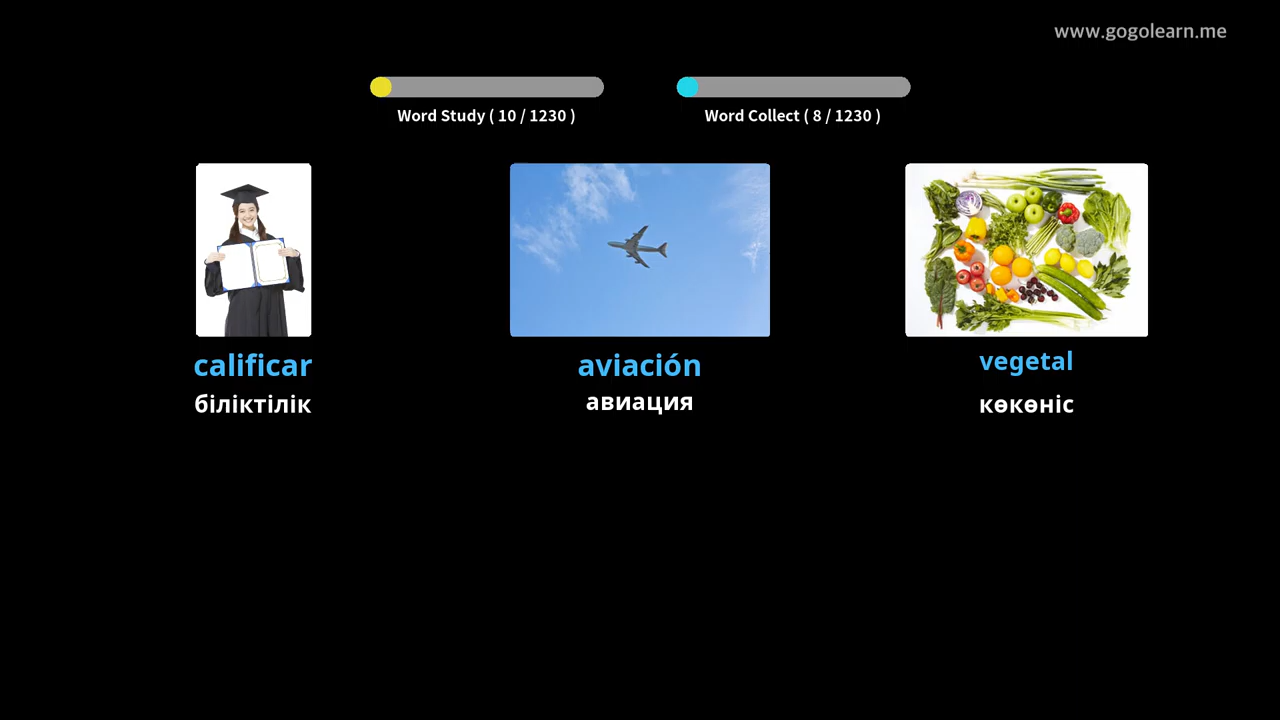 www.gogolearn.me
Word Study ( 10 / 1230 )
Word Collect ( 8 / 1230 )
calificar
біліктілік
aviación
авиация
vegetal
көкөніс